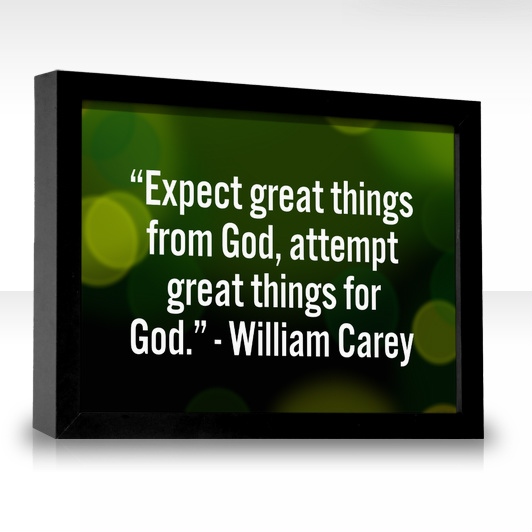 “Expect great things
from God, attempt
great things for
God.” - William Carey